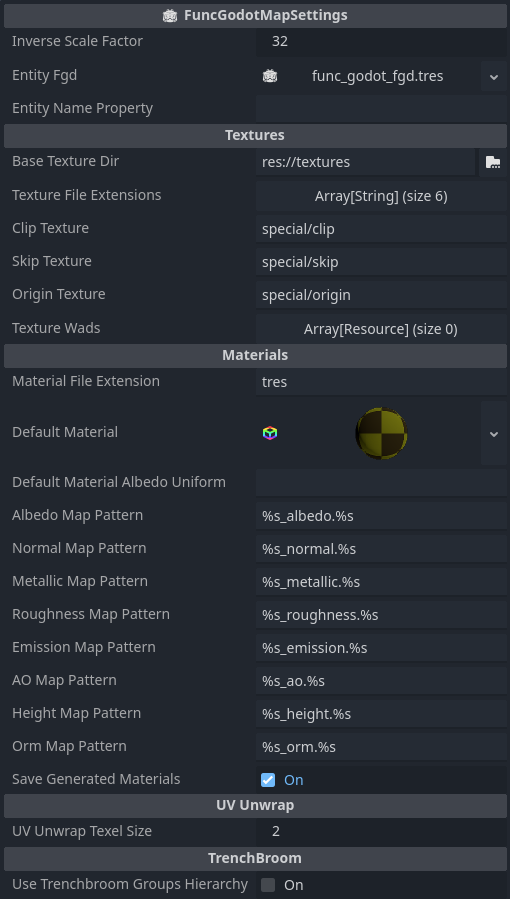 FuncGodotMapSettings
Inverse Scale Factor 32
Entity Fgd func_godot_fgd.tres
Entity Name Property
Textures
Base Texture Dir res://textures
Texture File Extensions Array[String] (size 6)
Clip Texture special/clip
Skip Texture special/skip
Origin Texture special/origin
Texture Wads Array[Resource] (size 0)
Materials
Material File Extension tres
Default Material
Default Material Albedo Uniform
Albedo Map Pattern %s_albedo.%s
Normal Map Pattern %s_normal.%s
Metallic Map Pattern %s_metallic.%s
Roughness Map Pattern %s_roughness.%s
Emission Map Pattern %s_emission.%s
AO Map Pattern %s_ao.%s
Height Map Pattern %s_height.%s
Orm Map Pattern %s_orm.%s
Save Generated Materials On
UV Unwrap
UV Unwrap Texel Size 2
TrenchBroom
Use Trenchbroom Groups Hierarchy On